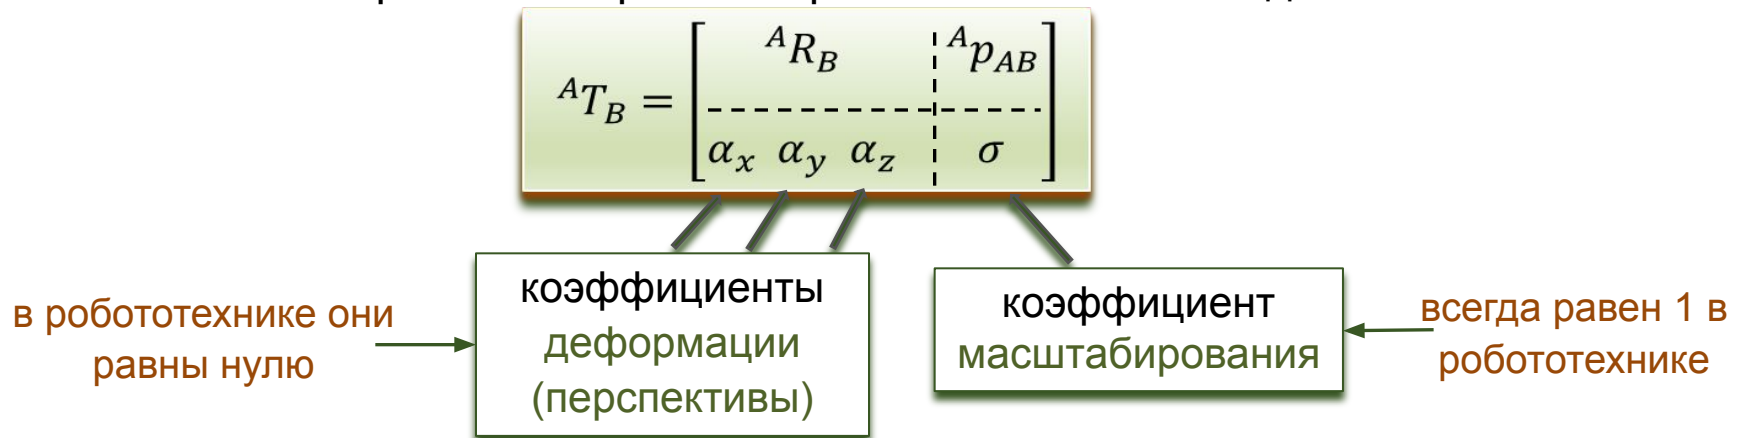 ᴬT_B = [ ᴬR_B ᴬp_AB
α_x α_y α_z σ ]
коэффициенты
деформации
(перспективы)
коэффициент
масштабирования
в робототехнике они
равны нулю
всегда равен 1 в
робототехнике